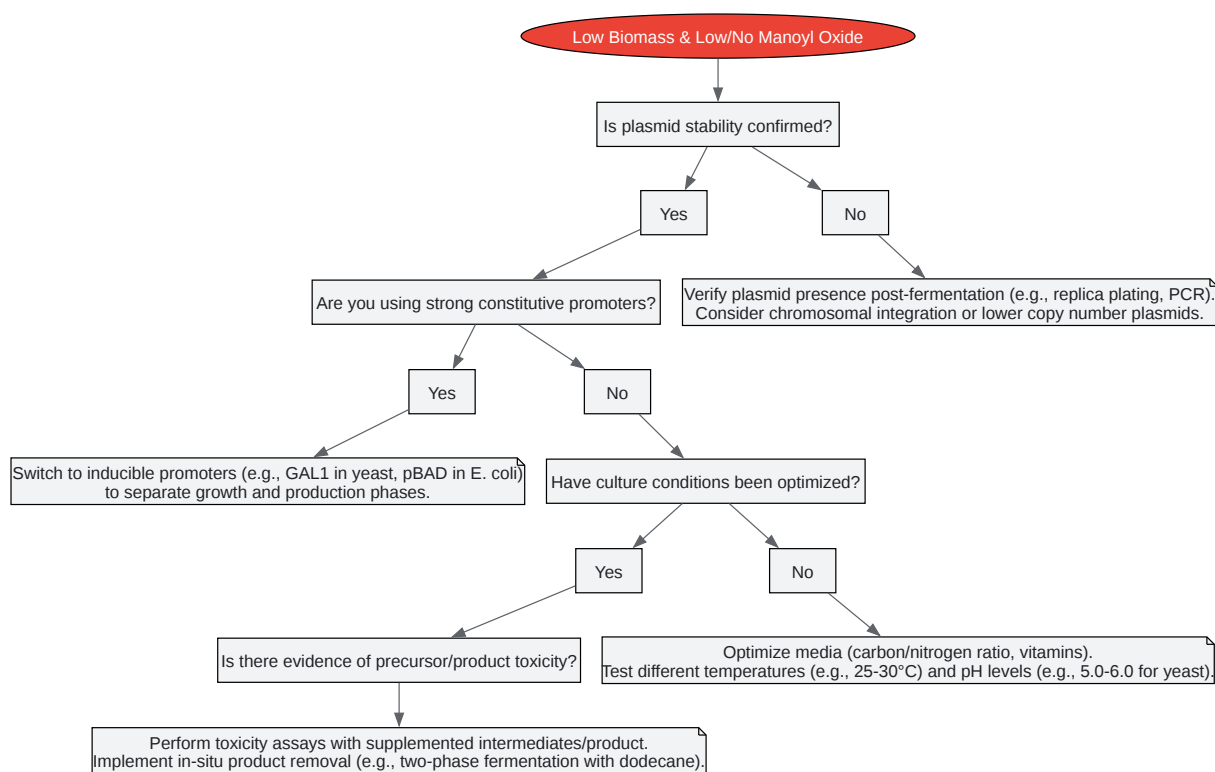 Low Biomass & Low/No Manoyl Oxide
Is plasmid stability confirmed?
Yes
No
Are you using strong constitutive promoters?
Verify plasmid presence post-fermentation (e.g., replica plating, PCR).
Consider chromosomal integration or lower copy number plasmids.
Yes
No
Switch to inducible promoters (e.g., GAL1 in yeast, pBAD in E. coli)
to separate growth and production phases.
Have culture conditions been optimized?
Yes
No
Is there evidence of precursor/product toxicity?
Optimize media (carbon/nitrogen ratio, vitamins).
Test different temperatures (e.g., 25-30°C) and pH levels (e.g., 5.0-6.0 for yeast).
Perform toxicity assays with supplemented intermediates/product.
Implement in-situ product removal (e.g., two-phase fermentation with dodecane).